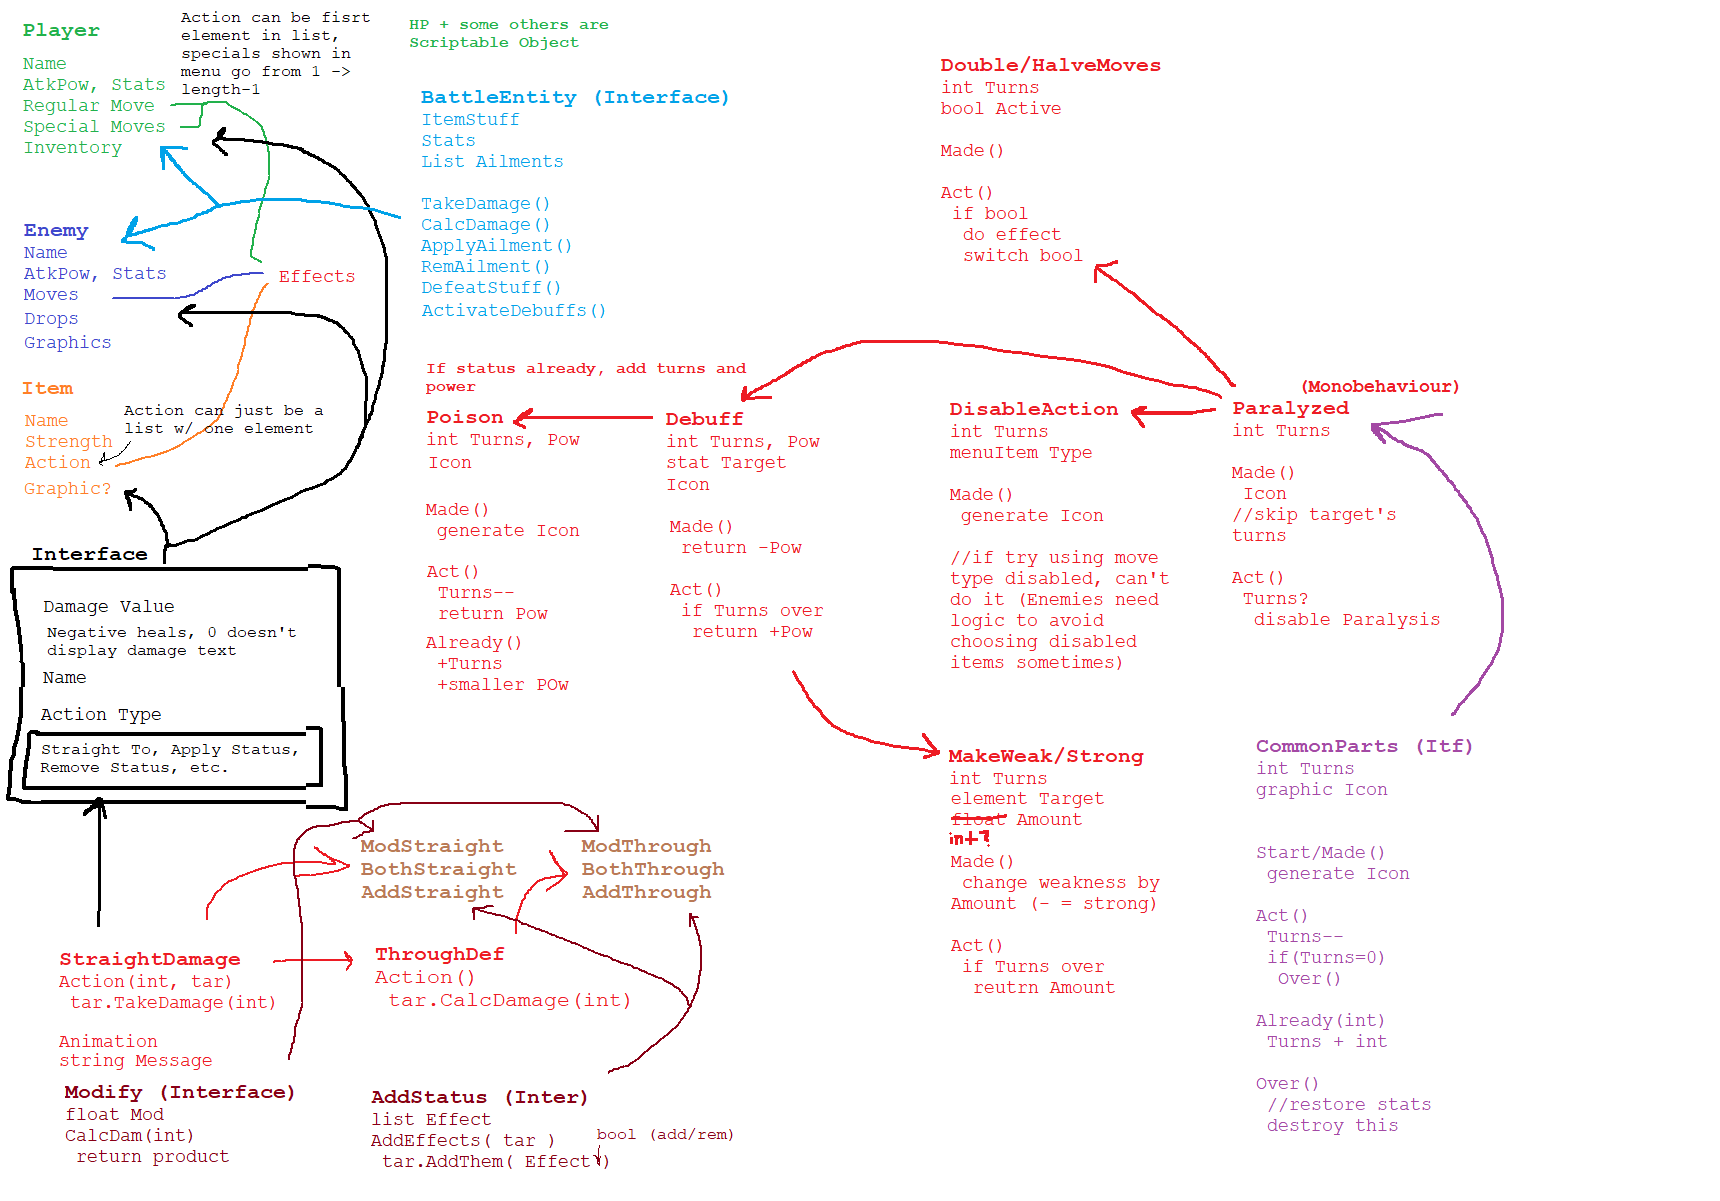 Player
Name
AtkPow, Stats
Regular Move
Special Moves
Inventory
Action can be fisrt
element in list,
specials shown in
menu go from 1 ->
length-1
HP + some others are
Scriptable Object
BattleEntity (Interface)
ItemStuff
Stats
List Ailments
TakeDamage()
CalcDamage()
ApplyAilment()
RemAilment()
DefeatStuff()
ActivateDebuffs()
Double/HalveMoves
int Turns
bool Active
Made()
Act()
if bool
do effect
switch bool
Enemy
Name
AtkPow, Stats
Moves
Drops
Graphics
Effects
Item
Name
Strength
Action
Graphic?
Action can just be a
list w/ one element
If status already, add turns and
power
Poison
int Turns, Pow
Icon
Made()
generate Icon
Act()
Turns--
return Pow
Already()
+Turns
+smaller POw
Debuff
int Turns, Pow
stat Target
Icon
Made()
return -Pow
Act()
if Turns over
return +Pow
DisableAction
int Turns
menuItem Type
Made()
generate Icon
//if try using move
type disabled, can't
do it (Enemies need
logic to avoid
choosing disabled
items sometimes)
(Monobehaviour)
Paralyzed
int Turns
Made()
Icon
//skip target's
turns
Act()
Turns?
disable Paralysis
Interface
Damage Value
Negative heals, 0 doesn't
display damage text
Name
Action Type
Straight To, Apply Status,
Remove Status, etc.
MakeWeak/Strong
int Turns
element Target
float Amount
int?
Made()
change weakness by
Amount (- = strong)
Act()
if Turns over
reutrn Amount
CommonParts (Itf)
int Turns
graphic Icon
Start/Made()
generate Icon
Act()
Turns--
if(Turns=0)
Over()
Already(int)
Turns + int
Over()
//restore stats
destroy this
ModStraight
BothStraight
AddStraight
ModThrough
BothThrough
AddThrough
StraightDamage
Action(int, tar)
tar.TakeDamage(int)
Animation
string Message
ThroughDef
Action()
tar.CalcDamage(int)
Modify (Interface)
float Mod
CalcDam(int)
return product
AddStatus (Inter)
list Effect
AddEffects( tar )
tar.AddThem( Effect )
bool (add/rem)